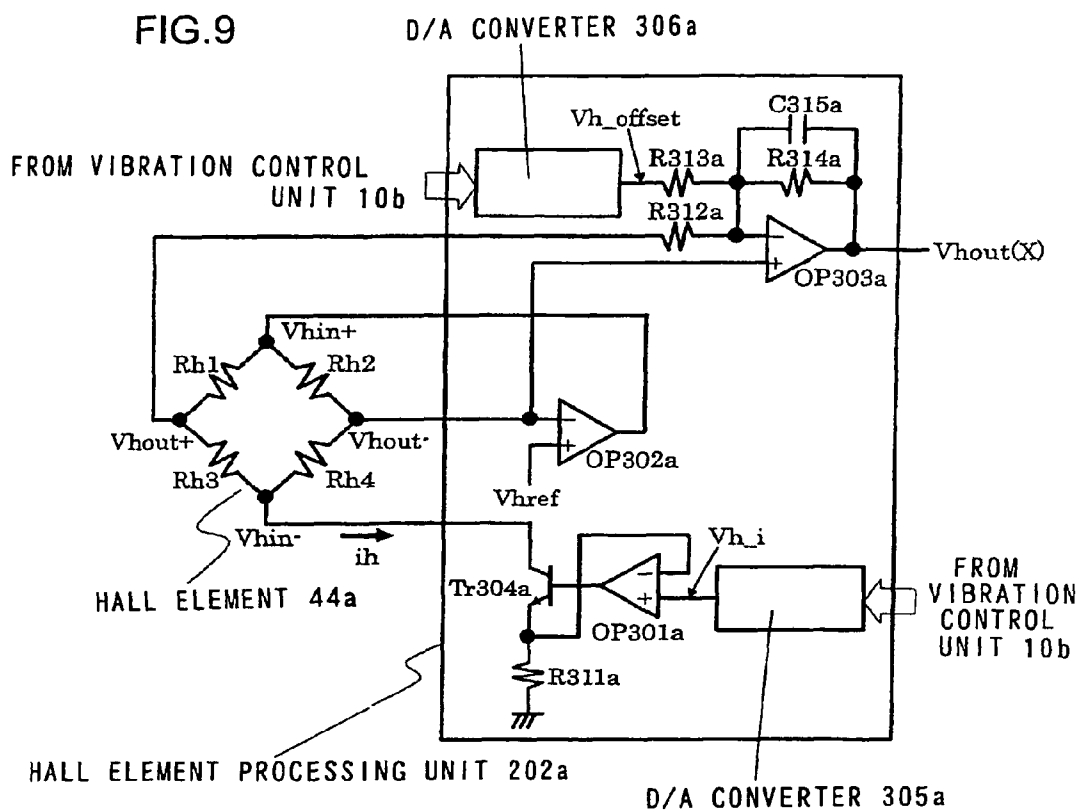 FIG.9
D/A CONVERTER 306a
C315a
Vh_offset
R313a
R314a
FROM VIBRATION CONTROL
UNIT 10b
R312a
-
+
OP303a
Vhout(X)
Vhin+
Rh1
Rh2
Vhout+
Vhout-
-
+
OP302a
Rh3
Rh4
Vhref
Vhin-
ih
Vh_i
Tr304a
-
+
OP301a
FROM
VIBRATION
CONTROL
UNIT 10b
HALL ELEMENT 44a
R311a
HALL ELEMENT PROCESSING UNIT 202a
D/A CONVERTER 305a